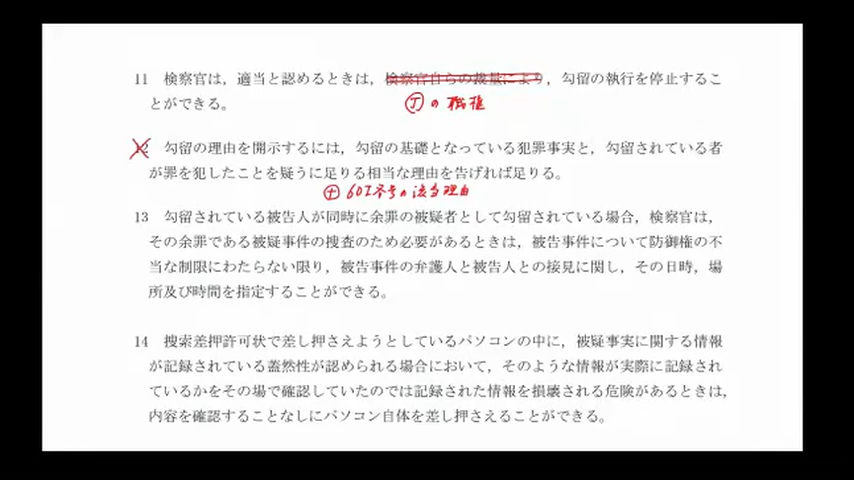 11 検察官は，適当と認めるときは，検察官自らの裁量により，勾留の執行を停止するこ
とができる。
Jの職権
12 勾留の理由を開示するには，勾留の基礎となっている犯罪事実と，勾留されている者
が罪を犯したことを疑うに足りる相当な理由を告げれば足りる。
＋60Ⅰ各号の該当理由
13 勾留されている被告人が同時に余罪の被疑者として勾留されている場合，検察官は，
その余罪である被疑事件の捜査のため必要があるときは，被告事件について防御権の不
当な制限にわたらない限り，被告事件の弁護人と被告人との接見に関し，その日時，場
所及び時間を指定することができる。
14 捜索差押許可状で差し押さえようとしているパソコンの中に，被疑事実に関する情報
が記録されている蓋然性が認められる場合において，そのような情報が実際に記録され
ているかをその場で確認していたのでは記録された情報を損壊される危険があるときは，
内容を確認することなしにパソコン自体を差し押さえることができる。